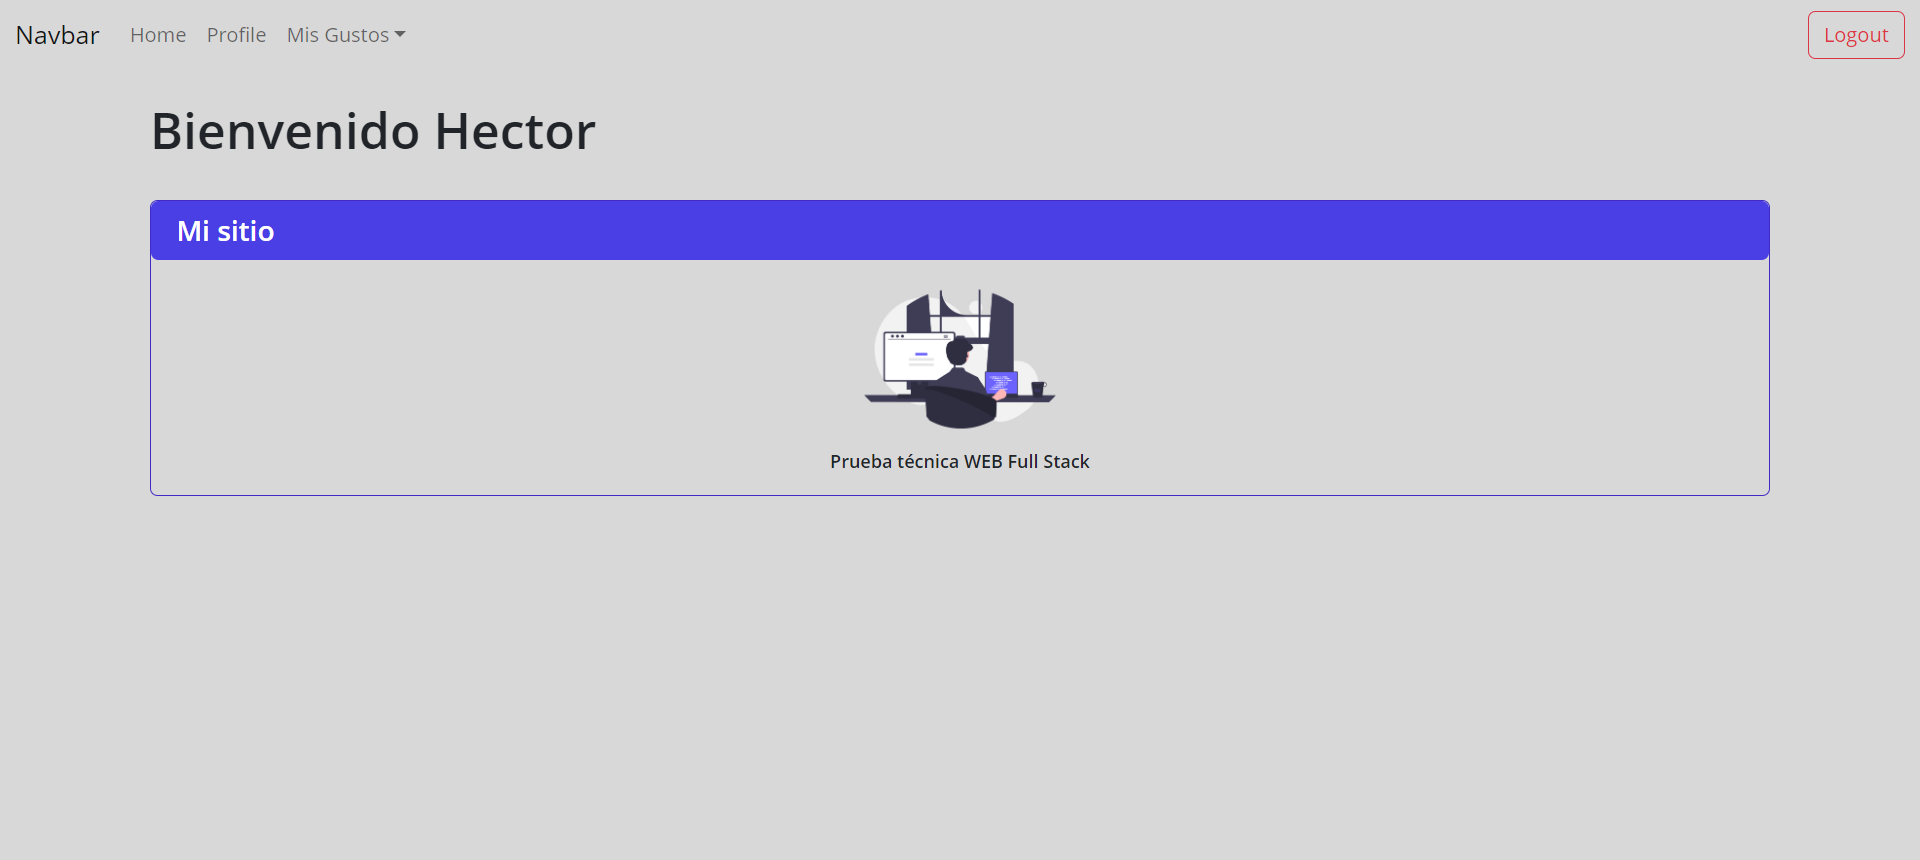 Navbar Home Profile Mis Gustos Logout
Bienvenido Hector
Mi sitio
Prueba técnica WEB Full Stack